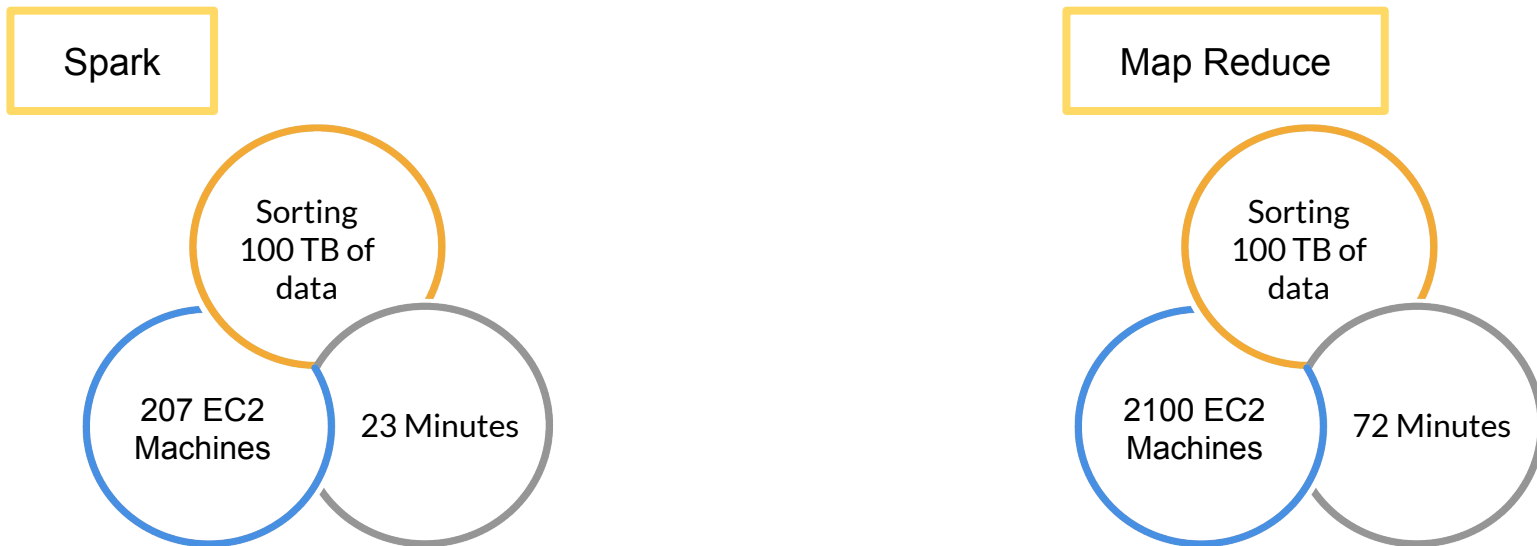 Spark
Sorting
100 TB of
data
207 EC2
Machines
23 Minutes
Map Reduce
Sorting
100 TB of
data
2100 EC2
Machines
72 Minutes